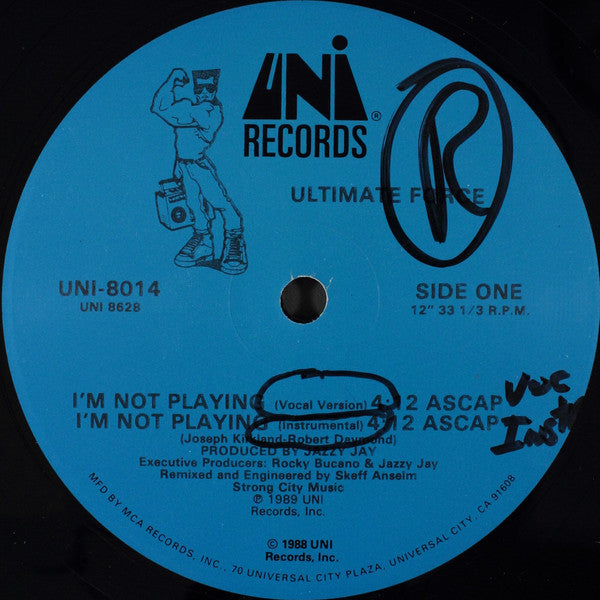 UNI ®
RECORDS
R
ULTIMATE FORCE
UNI-8014
UNI 8628
SIDE ONE
12" 33 1/3 R.P.M.
I'M NOT PLAYING (Vocal Version) 4:12 ASCAP
I'M NOT PLAYING (Instrumental) 4:12 ASCAP
Voc
Inst
(Joseph Kirkland-Robert Daymond)
PRODUCED BY JAZZY JAY
Executive Producers: Rocky Bucano & Jazzy Jay
Remixed and Engineered by Skeff Anselm
Strong City Music
℗ 1989 UNI
Records, Inc.
© 1988 UNI
Records, Inc.
MFD BY MCA RECORDS, INC., 70 UNIVERSAL CITY PLAZA, UNIVERSAL CITY, CA 91608